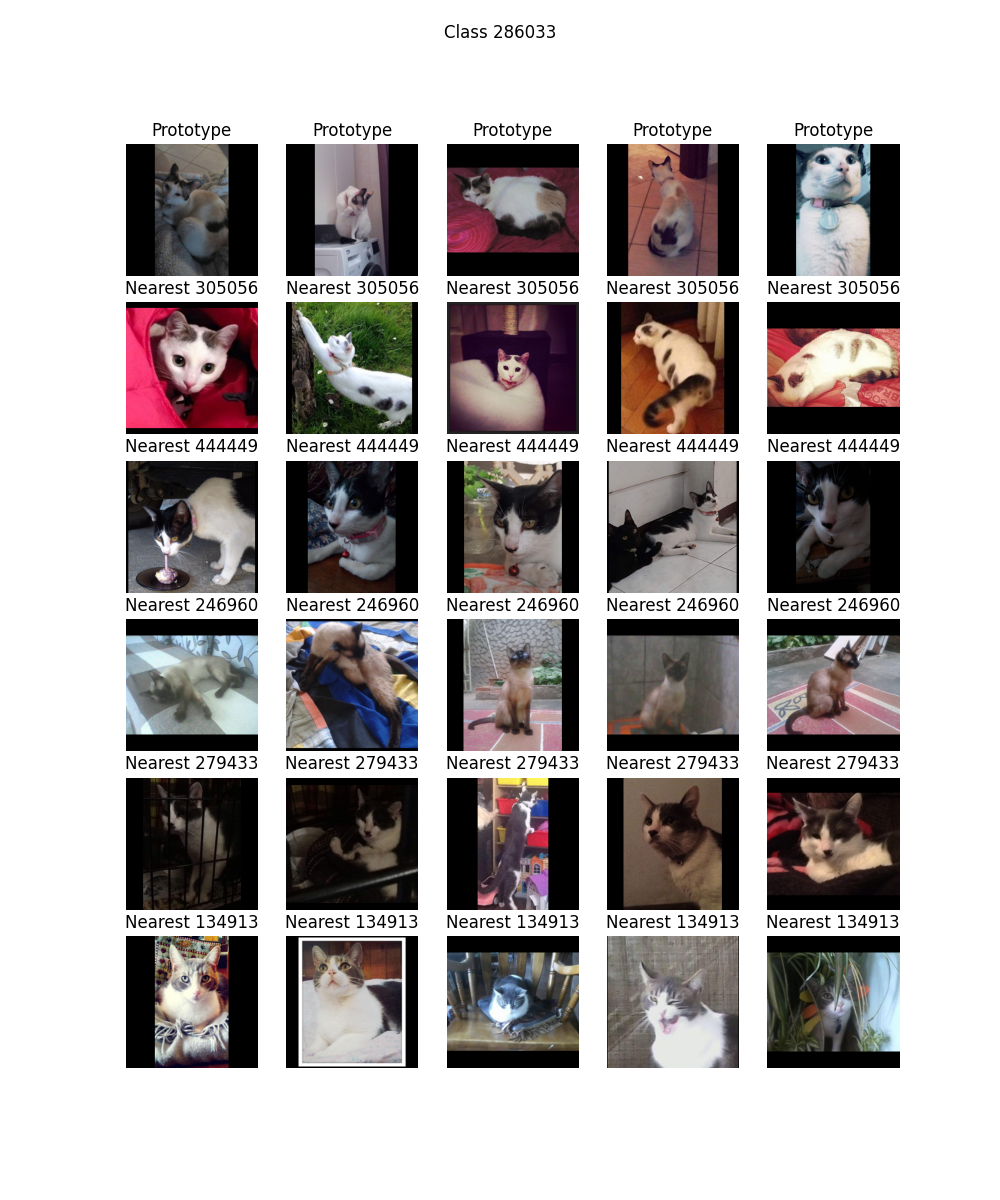 Class 286033
Prototype Prototype Prototype Prototype Prototype
Nearest 305056 Nearest 305056 Nearest 305056 Nearest 305056 Nearest 305056
Nearest 444449 Nearest 444449 Nearest 444449 Nearest 444449 Nearest 444449
Nearest 246960 Nearest 246960 Nearest 246960 Nearest 246960 Nearest 246960
Nearest 279433 Nearest 279433 Nearest 279433 Nearest 279433 Nearest 279433
Nearest 134913 Nearest 134913 Nearest 134913 Nearest 134913 Nearest 134913